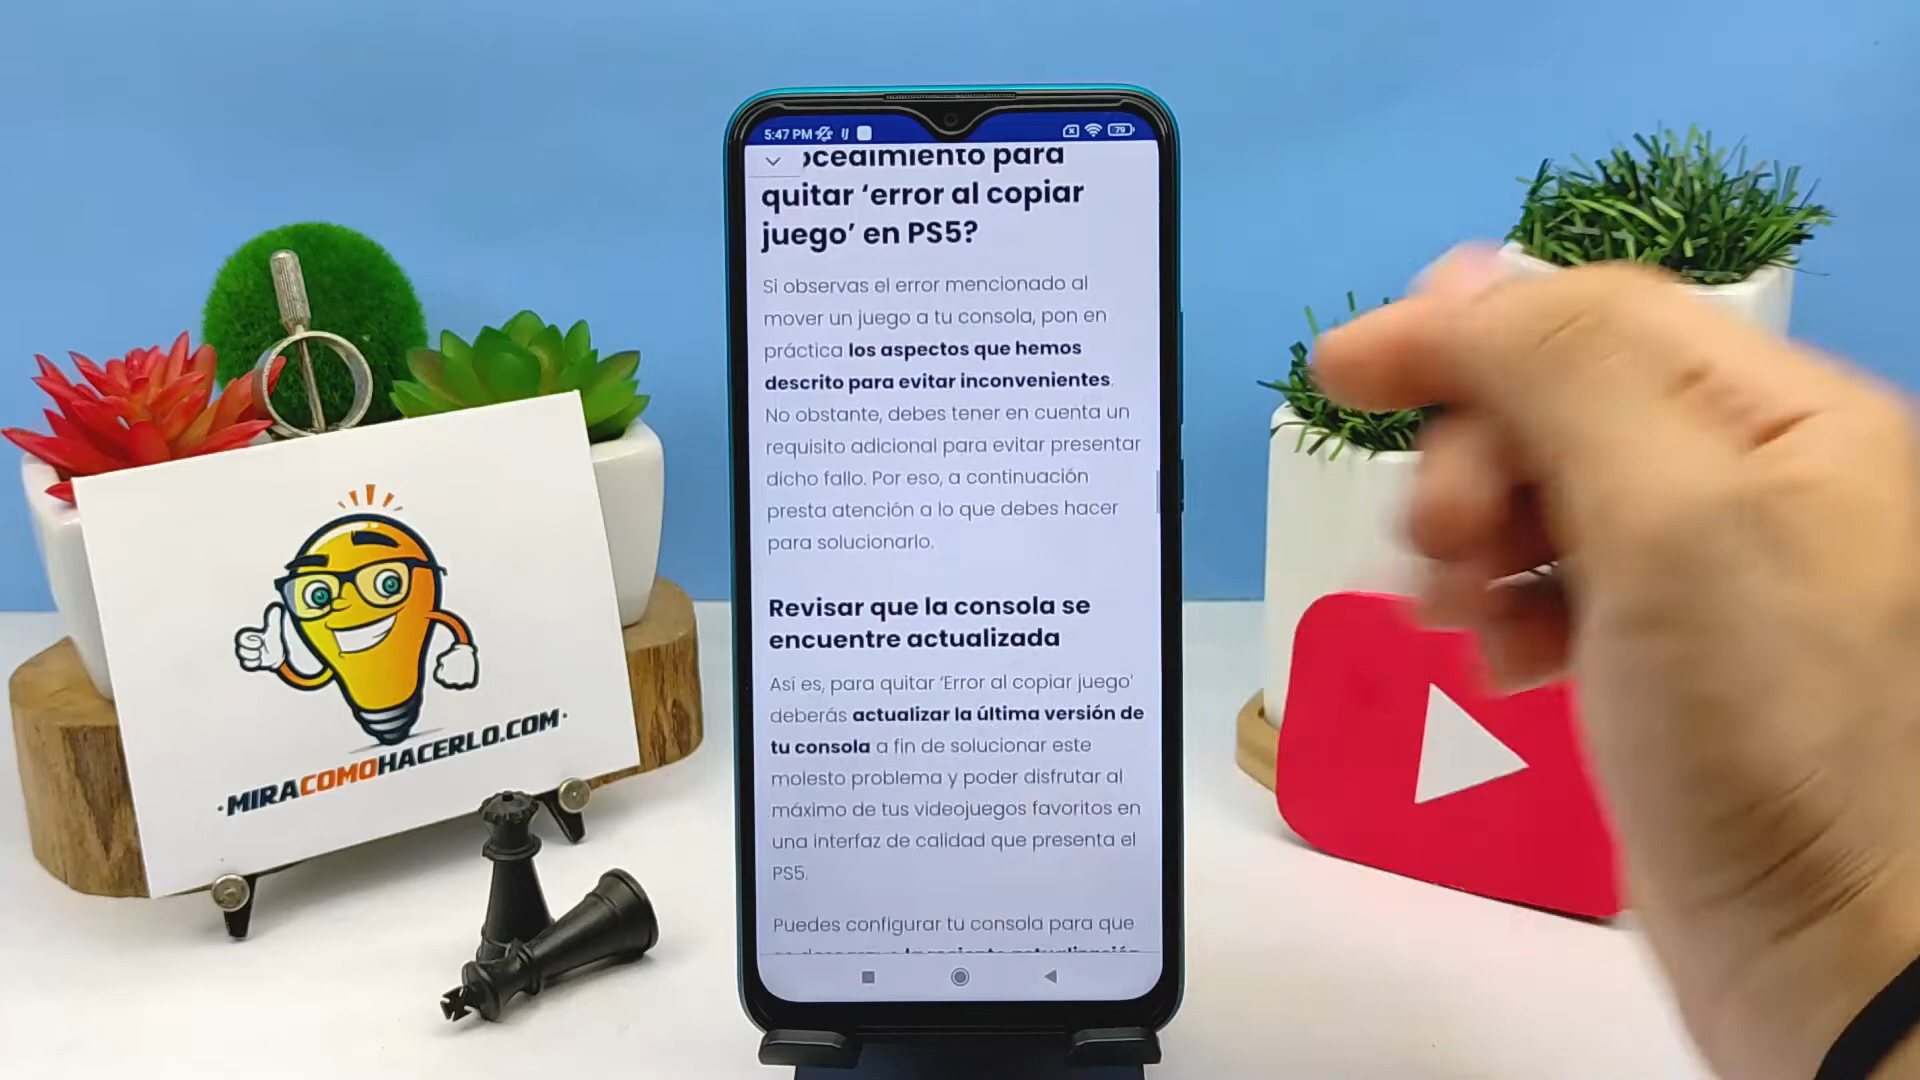 5:47 PM
79
ocedimiento para
quitar ‘error al copiar
juego’ en PS5?
Si observas el error mencionado al
mover un juego a tu consola, pon en
práctica los aspectos que hemos
descrito para evitar inconvenientes.
No obstante, debes tener en cuenta un
requisito adicional para evitar presentar
dicho fallo. Por eso, a continuación
presta atención a lo que debes hacer
para solucionarlo.
Revisar que la consola se
encuentre actualizada
Así es, para quitar ‘Error al copiar juego’
deberás actualizar la última versión de
tu consola a fin de solucionar este
molesto problema y poder disfrutar al
máximo de tus videojuegos favoritos en
una interfaz de calidad que presenta el
PS5.
Puedes configurar tu consola para que
·MIRACOMOHACERLO.COM·